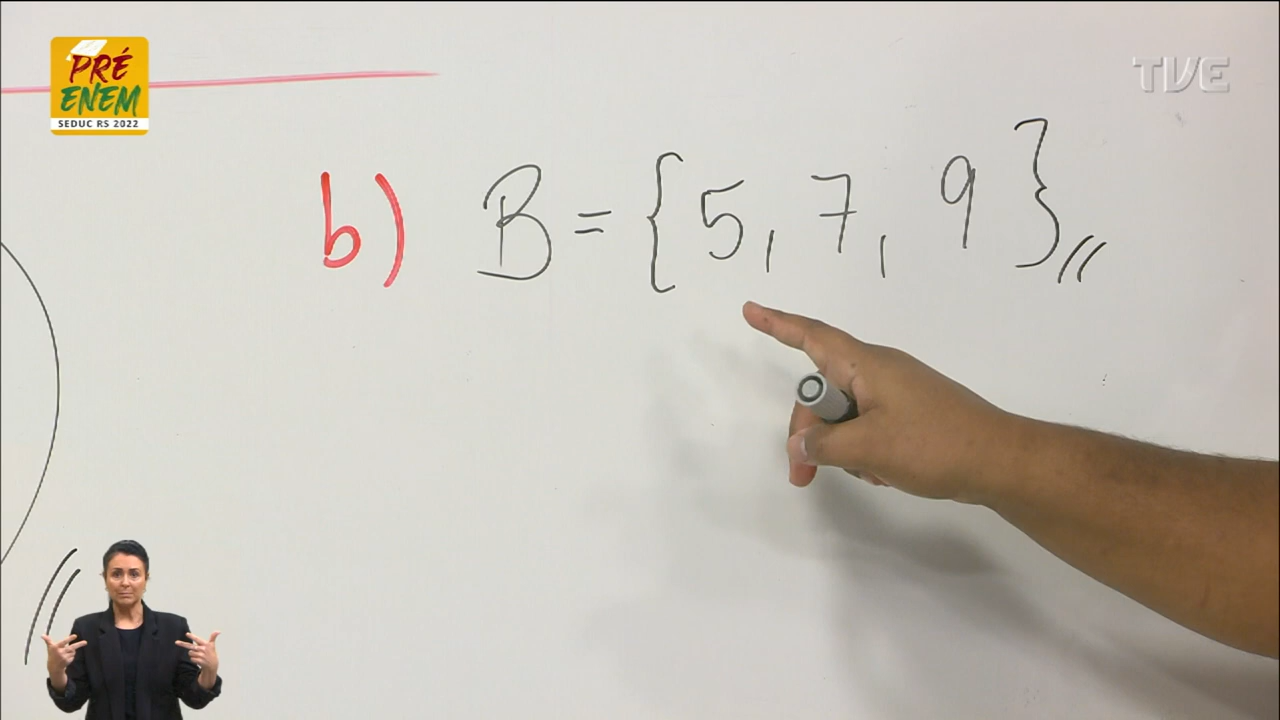 PRÉ
ENEM
SEDUC RS 2022
TVE
b) B = {5, 7, 9}